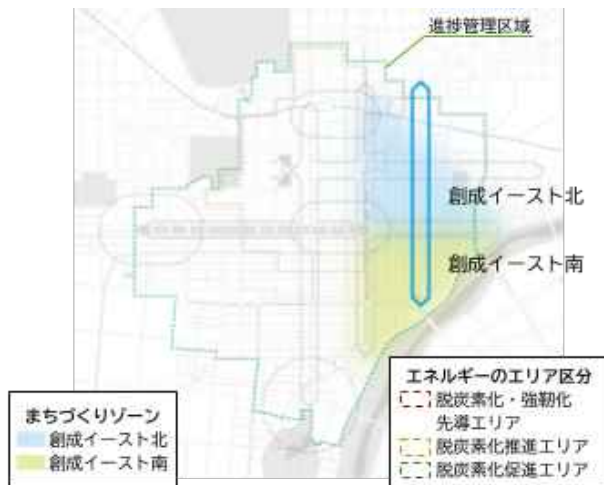 進捗管理区域
創成イースト北
創成イースト南
まちづくりゾーン
創成イースト北
創成イースト南
エネルギーのエリア区分
脱炭素化・強靭化
先導エリア
脱炭素化推進エリア
脱炭素化促進エリア